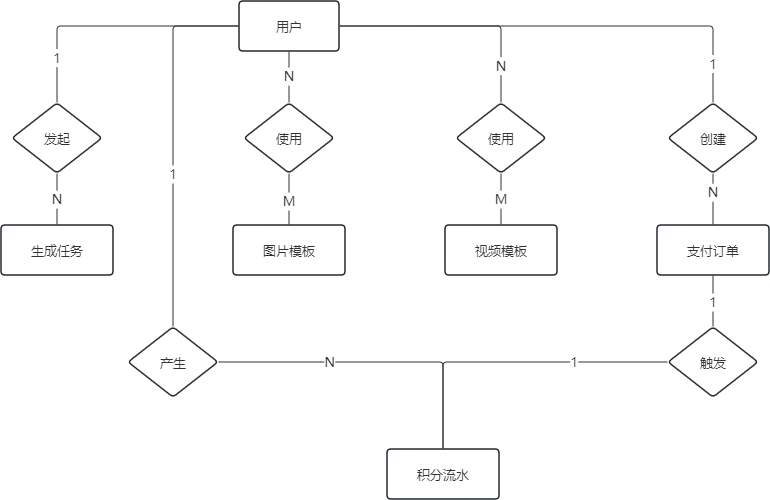 用户
1
N
N
1
发起
使用
使用
创建
1
N
M
M
N
生成任务
图片模板
视频模板
支付订单
1
产生
N
1
触发
积分流水